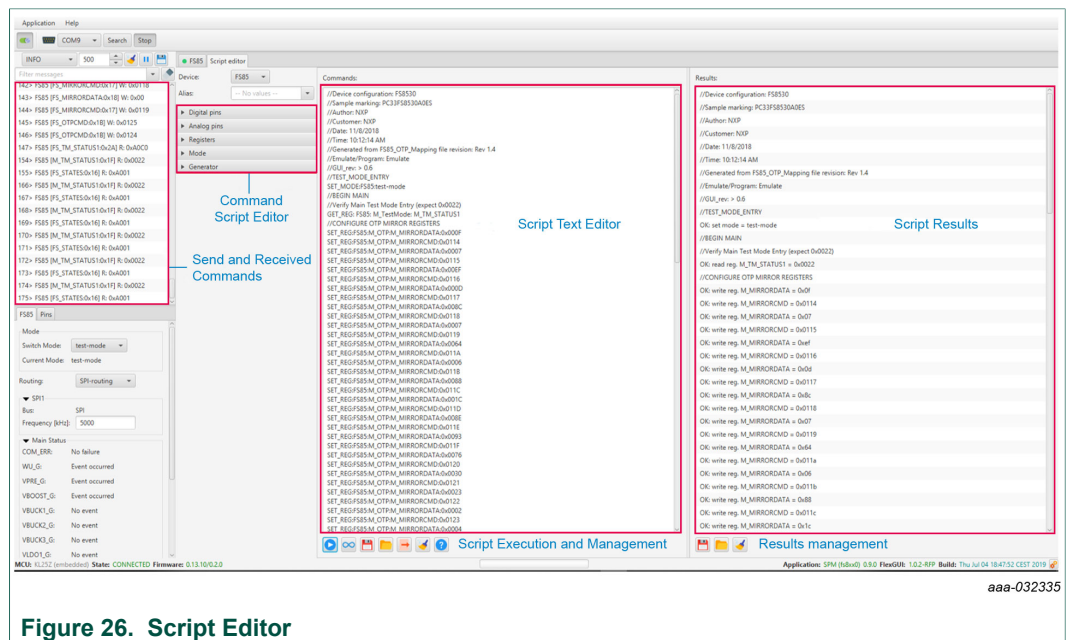 Application Help
COM9 Search Stop
INFO 500
Filter messages
142> FS85 [FS_MIRRORCMD:0x17] W: 0x0118
143> FS85 [FS_MIRRORDATA:0x18] W: 0x00
144> FS85 [FS_MIRRORCMD:0x17] W: 0x0119
145> FS85 [FS_OTPCMD:0x1B] W: 0x0125
146> FS85 [FS_OTPCMD:0x1B] W: 0x0124
147> FS85 [FS_TM_STATUS1:0x2A] R: 0xA0C0
154> FS85 [M_TM_STATUS1:0x1F] R: 0x0022
155> FS85 [FS_STATES:0x16] R: 0xA001
166> FS85 [M_TM_STATUS1:0x1F] R: 0x0022
167> FS85 [FS_STATES:0x16] R: 0xA001
168> FS85 [M_TM_STATUS1:0x1F] R: 0x0022
169> FS85 [FS_STATES:0x16] R: 0xA001
170> FS85 [M_TM_STATUS1:0x1F] R: 0x0022
171> FS85 [FS_STATES:0x16] R: 0xA001
172> FS85 [M_TM_STATUS1:0x1F] R: 0x0022
173> FS85 [FS_STATES:0x16] R: 0xA001
174> FS85 [M_TM_STATUS1:0x1F] R: 0x0022
175> FS85 [FS_STATES:0x16] R: 0xA001
Send and Received
Commands
FS85 Pins
Mode
Switch Mode: test-mode
Current Mode: test-mode
Routing: SPI-routing
SPI1
Bus: SPI
Frequency [kHz]: 5000
Main Status
COM_ERR: No failure
WU_G: Event occurred
VPRE_G: Event occurred
VBOOST_G: Event occurred
VBUCK1_G: No event
VBUCK2_G: No event
VBUCK3_G: No event
VLDO1_G: No event
FS85 Script editor
Device: FS85
Alias: -- No values --
Digital pins
Analog pins
Registers
Mode
Generator
Command
Script Editor
Commands:
//Device configuration: FS8530
//Sample marking: PC33FS8530A0ES
//Author: NXP
//Customer: NXP
//Date: 11/8/2018
//Time: 10:12:14 AM
//Generated from FS85_OTP_Mapping file revision: Rev 1.4
//Emulate/Program: Emulate
//GUI_rev: > 0.6
//TEST_MODE_ENTRY
SET_MODE:FS85:test-mode
//BEGIN MAIN
//Verify Main Test Mode Entry (expect 0x0022)
GET_REG: FS85: M_TestMode: M_TM_STATUS1
//CONFIGURE OTP MIRROR REGISTERS
SET_REG:FS85:M_OTP:M_MIRRORDATA:0x000F
SET_REG:FS85:M_OTP:M_MIRRORCMD:0x0114
SET_REG:FS85:M_OTP:M_MIRRORDATA:0x0007
SET_REG:FS85:M_OTP:M_MIRRORCMD:0x0115
SET_REG:FS85:M_OTP:M_MIRRORDATA:0x00EF
SET_REG:FS85:M_OTP:M_MIRRORCMD:0x0116
SET_REG:FS85:M_OTP:M_MIRRORDATA:0x000D
SET_REG:FS85:M_OTP:M_MIRRORCMD:0x0117
SET_REG:FS85:M_OTP:M_MIRRORDATA:0x008C
SET_REG:FS85:M_OTP:M_MIRRORCMD:0x0118
SET_REG:FS85:M_OTP:M_MIRRORDATA:0x0007
SET_REG:FS85:M_OTP:M_MIRRORCMD:0x0119
SET_REG:FS85:M_OTP:M_MIRRORDATA:0x0064
SET_REG:FS85:M_OTP:M_MIRRORCMD:0x011A
SET_REG:FS85:M_OTP:M_MIRRORDATA:0x0006
SET_REG:FS85:M_OTP:M_MIRRORCMD:0x011B
SET_REG:FS85:M_OTP:M_MIRRORDATA:0x0088
SET_REG:FS85:M_OTP:M_MIRRORCMD:0x011C
SET_REG:FS85:M_OTP:M_MIRRORDATA:0x001C
SET_REG:FS85:M_OTP:M_MIRRORCMD:0x011D
SET_REG:FS85:M_OTP:M_MIRRORDATA:0x008E
SET_REG:FS85:M_OTP:M_MIRRORCMD:0x011E
SET_REG:FS85:M_OTP:M_MIRRORDATA:0x0093
SET_REG:FS85:M_OTP:M_MIRRORCMD:0x011F
SET_REG:FS85:M_OTP:M_MIRRORDATA:0x0076
SET_REG:FS85:M_OTP:M_MIRRORCMD:0x0120
SET_REG:FS85:M_OTP:M_MIRRORDATA:0x0030
SET_REG:FS85:M_OTP:M_MIRRORCMD:0x0121
SET_REG:FS85:M_OTP:M_MIRRORDATA:0x0023
SET_REG:FS85:M_OTP:M_MIRRORCMD:0x0122
SET_REG:FS85:M_OTP:M_MIRRORDATA:0x0002
SET_REG:FS85:M_OTP:M_MIRRORCMD:0x0123
SET_REG:FS85:M_OTP:M_MIRRORDATA:0x0004
Script Text Editor
Script Execution and Management
Results:
//Device configuration: FS8530
//Sample marking: PC33FS8530A0ES
//Author: NXP
//Customer: NXP
//Date: 11/8/2018
//Time: 10:12:14 AM
//Generated from FS85_OTP_Mapping file revision: Rev 1.4
//Emulate/Program: Emulate
//GUI_rev: > 0.6
//TEST_MODE_ENTRY
OK: set mode = test-mode
//BEGIN MAIN
//Verify Main Test Mode Entry (expect 0x0022)
OK: read reg. M_TM_STATUS1 = 0x0022
//CONFIGURE OTP MIRROR REGISTERS
OK: write reg. M_MIRRORDATA = 0x0f
OK: write reg. M_MIRRORCMD = 0x0114
OK: write reg. M_MIRRORDATA = 0x07
OK: write reg. M_MIRRORCMD = 0x0115
OK: write reg. M_MIRRORDATA = 0xef
OK: write reg. M_MIRRORCMD = 0x0116
OK: write reg. M_MIRRORDATA = 0x0d
OK: write reg. M_MIRRORCMD = 0x0117
OK: write reg. M_MIRRORDATA = 0x8c
OK: write reg. M_MIRRORCMD = 0x0118
OK: write reg. M_MIRRORDATA = 0x07
OK: write reg. M_MIRRORCMD = 0x0119
OK: write reg. M_MIRRORDATA = 0x64
OK: write reg. M_MIRRORCMD = 0x011a
OK: write reg. M_MIRRORDATA = 0x06
OK: write reg. M_MIRRORCMD = 0x011b
OK: write reg. M_MIRRORDATA = 0x88
OK: write reg. M_MIRRORCMD = 0x011c
OK: write reg. M_MIRRORDATA = 0x1c
Script Results
Results management
MCU: KL25Z (embedded) State: CONNECTED Firmware: 0.13.10/0.2.0
Application: SPM (fs8x0) 0.9.0 FlexGUI: 1.0.2-RFP Build: Thu Jul 04 18:47:52 CEST 2019
aaa-032335
Figure 26. Script Editor